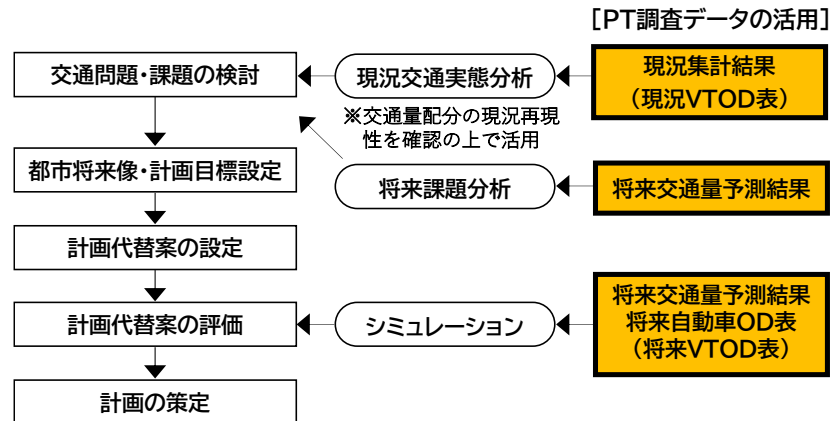 ［PT調査データの活用］
交通問題・課題の検討
現況交通実態分析
現況集計結果
（現況VTOD表）
※交通量配分の現況再現
性を確認の上で活用
都市将来像・計画目標設定
将来課題分析
将来交通量予測結果
計画代替案の設定
計画代替案の評価
シミュレーション
将来交通量予測結果
将来自動車OD表
（将来VTOD表）
計画の策定